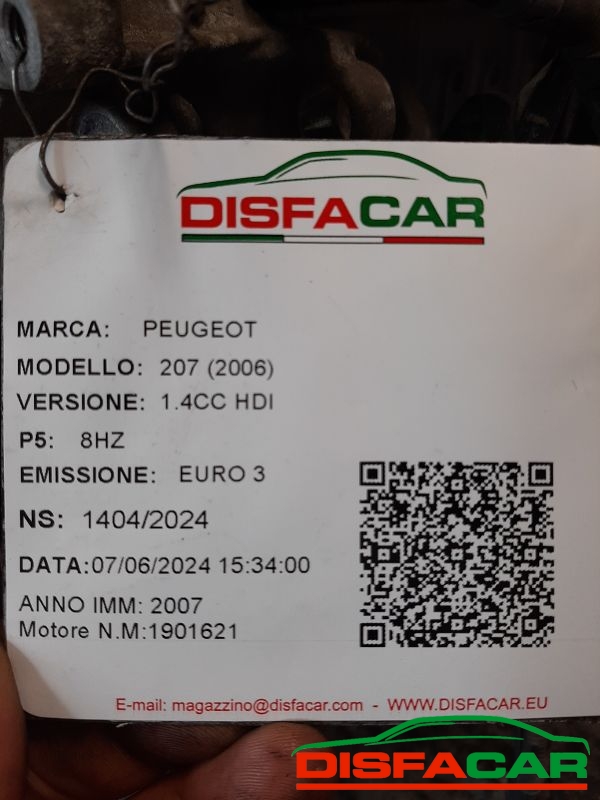 DISFACAR
MARCA: PEUGEOT
MODELLO: 207 (2006)
VERSIONE: 1.4CC HDI
P5: 8HZ
EMISSIONE: EURO 3
NS: 1404/2024
DATA:07/06/2024 15:34:00
ANNO IMM: 2007
Motore N.M:1901621
E-mail: magazzino@disfacar.com - WWW.DISFACAR.EU
DISFACAR